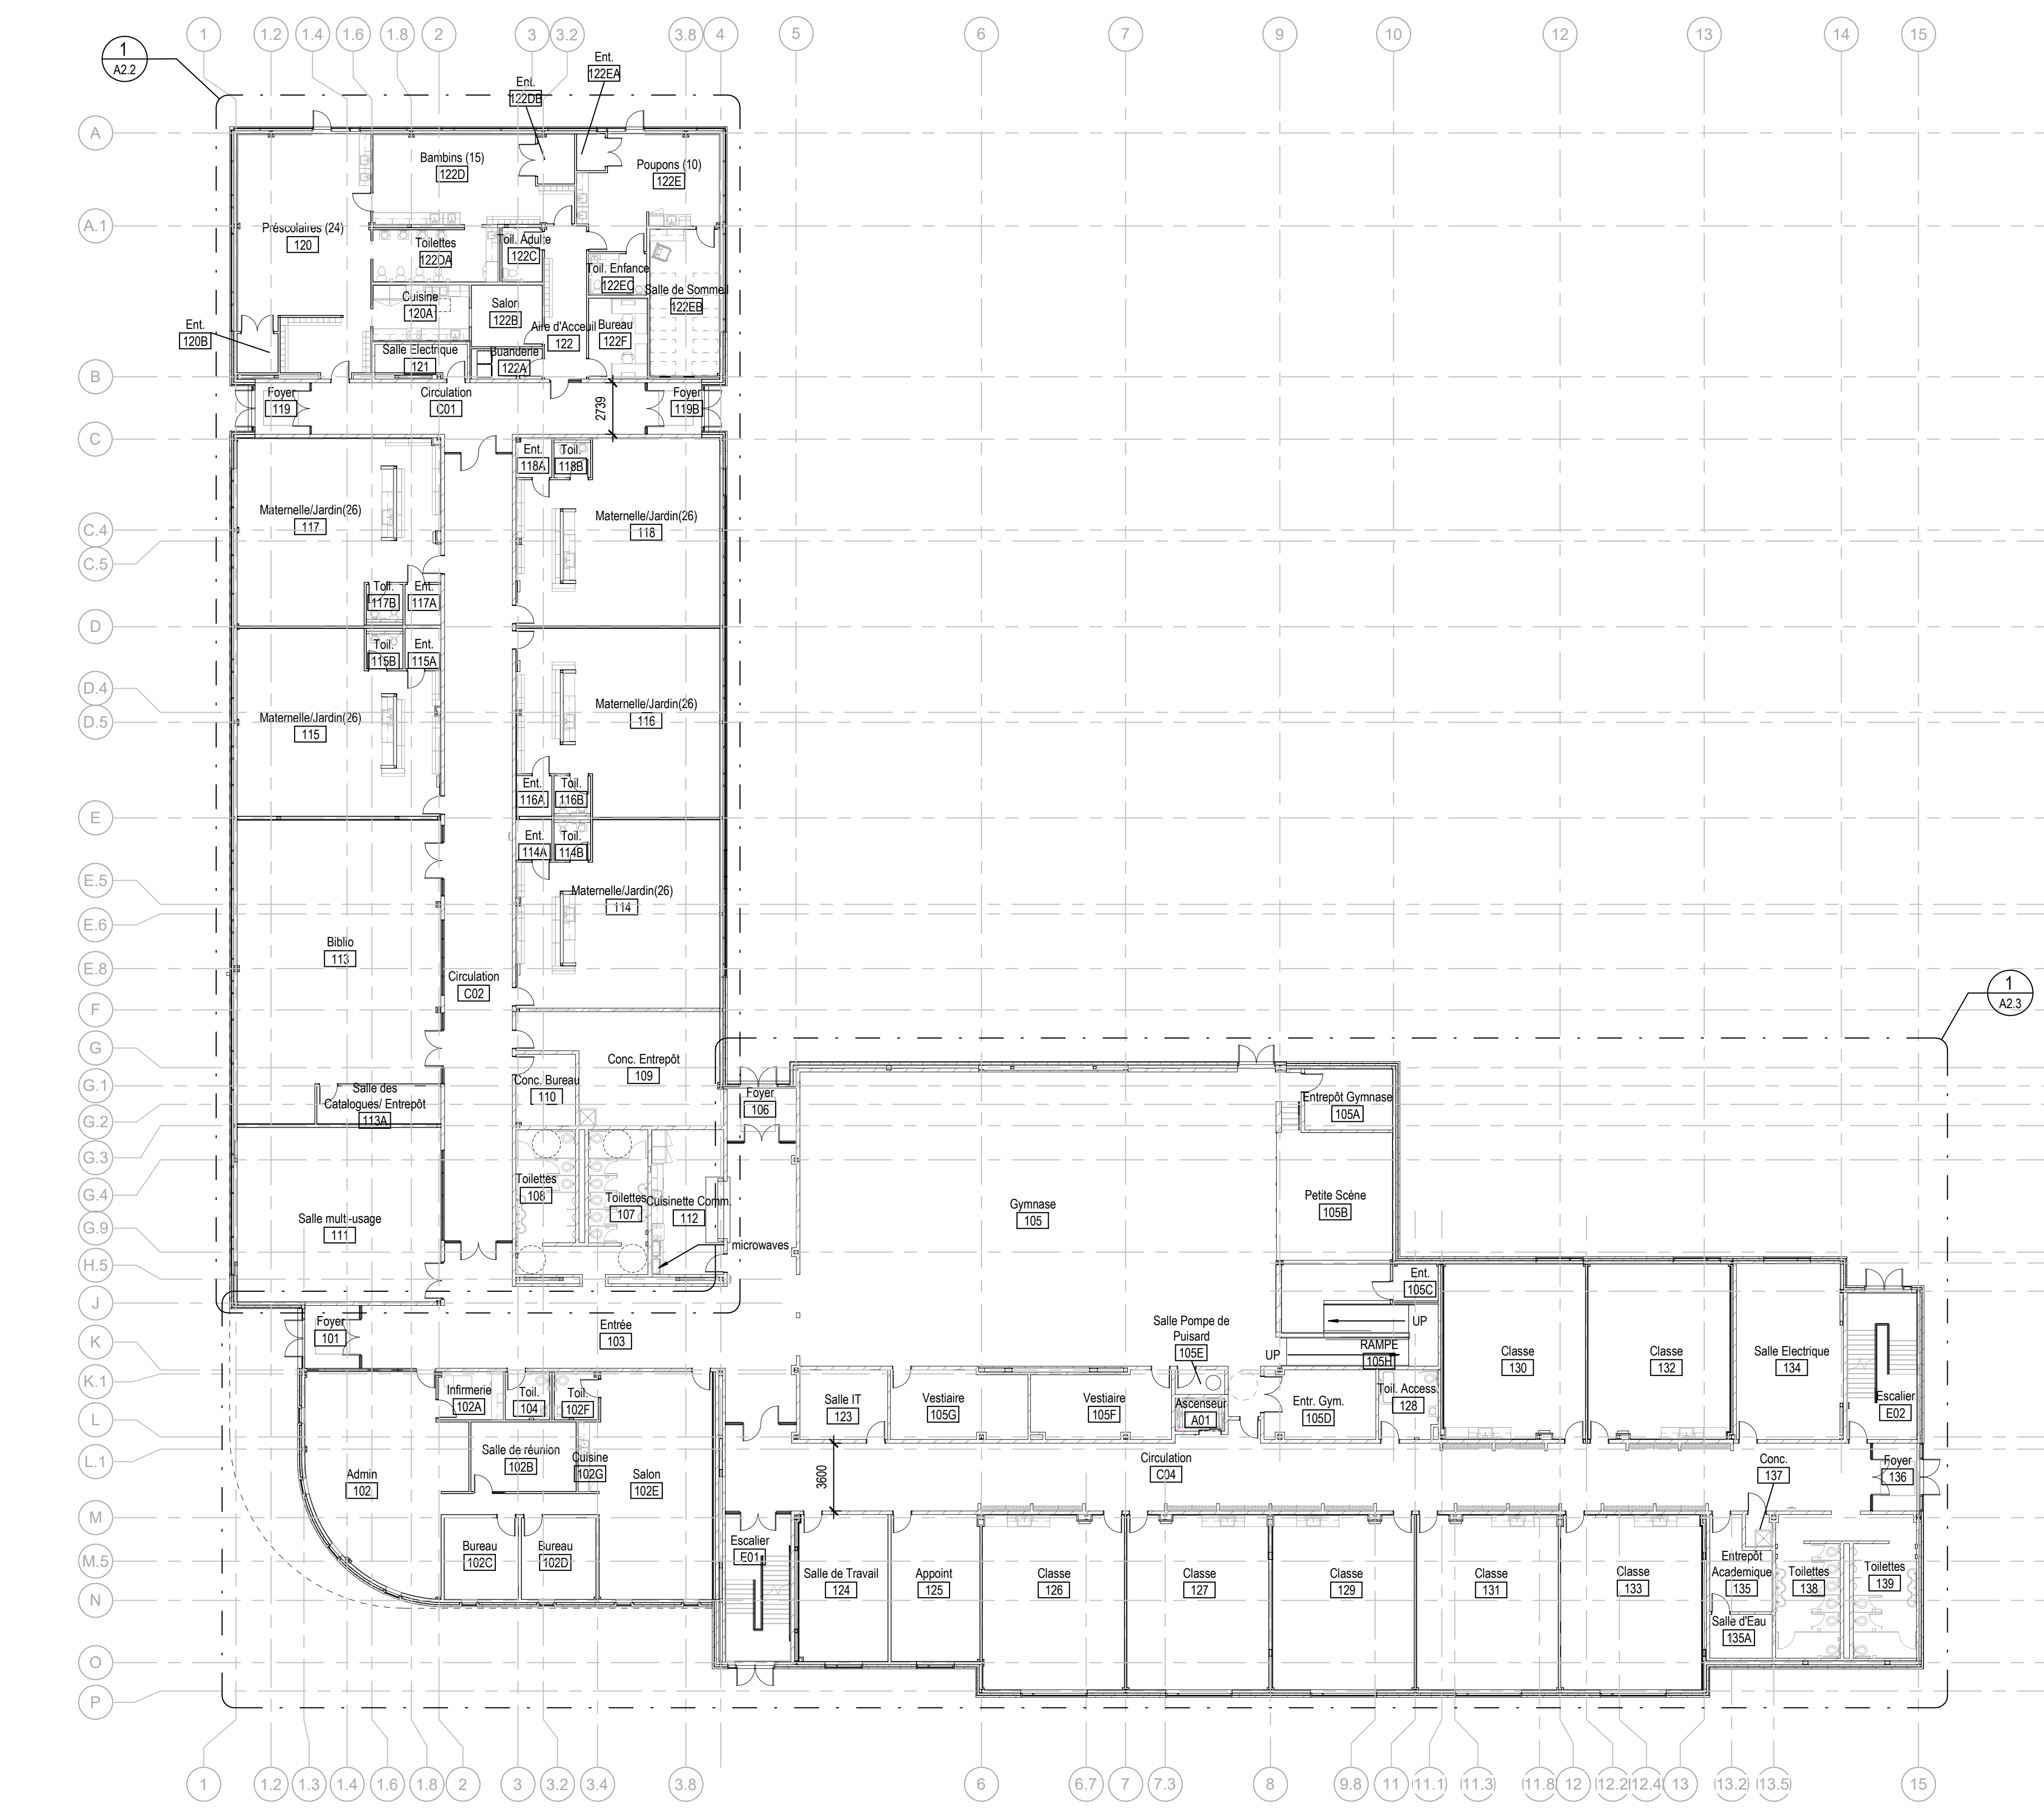 1 1.2 1.4 1.6 1.8 2 3 3.2 3.8 4 5 6 7 9 10 12 13 14 15
1
A2.2
Ent.
122EA
Ent.
122DB
A
Bambins (15)
122D
Poupons (10)
122E
A.1
Préscolaires (24)
120
Toilettes
122DA
Toil. Adulte
122C
Toil. Enfance
122EC
Salle de Sommeil
122EB
Cuisine
120A
Salon
122B
Aire d'Acceuil
122
Bureau
122F
Ent.
120B
Salle Electrique
121
Buanderie
122A
B
Foyer
119
Circulation
C01
2739
Foyer
119B
C
Ent.
118A
Toil.
118B
Maternelle/Jardin(26)
117
Maternelle/Jardin(26)
118
C.4
C.5
Toil.
117B
Ent.
117A
D
Toil.
115B
Ent.
115A
D.4
D.5
Maternelle/Jardin(26)
115
Maternelle/Jardin(26)
116
Ent.
116A
Toil.
116B
E
Ent.
114A
Toil.
114B
E.5
Maternelle/Jardin(26)
114
E.6
Biblio
113
E.8
Circulation
C02
1
A2.3
F
G
Conc. Entrepôt
109
G.1
Conc. Bureau
110
Salle des
Catalogues/ Entrepôt
113A
Foyer
106
Entrepôt Gymnase
105A
G.2
G.3
G.4
Toilettes
108
Toilettes
107
Cuisinette Comm.
112
Gymnase
105
Petite Scène
105B
G.9
Salle multi-usage
111
microwaves
H.5
Ent.
105C
J
Foyer
101
Entrée
103
Salle Pompe de
Puisard
105E
UP
UP
RAMPE
105H
K
K.1
Classe
130
Classe
132
Salle Electrique
134
Infirmerie
102A
Toil.
104
Toil.
102F
Salle IT
123
Vestiaire
105G
Vestiaire
105F
Ascenseur
A01
Entr. Gym.
105D
Toil. Access.
128
Escalier
E02
L
L.1
Admin
102
Salle de réunion
102B
Cuisine
102G
Salon
102E
3600
Circulation
C04
Conc.
137
Foyer
136
M
M.5
Bureau
102C
Bureau
102D
Escalier
E01
Salle de Travail
124
Appoint
125
Classe
126
Classe
127
Classe
129
Classe
131
Classe
133
Entrepôt
Academique
135
Toilettes
138
Toilettes
139
N
Salle d'Eau
135A
O
P
1 1.2 1.3 1.4 1.6 1.8 2 3 3.2 3.4 3.8 6 6.7 7 7.3 8 9.8 11 11.1 11.3 11.8 12 12.2 12.4 13 13.2 13.5 15